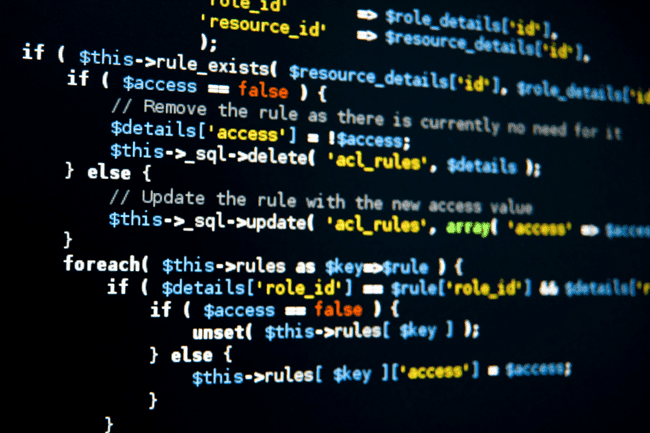 'role_id' => $role_details['id'],
'resource_id' => $resource_details['id'],
);
if ( $this->rule_exists( $resource_details['id'], $role_details['id
if ( $access == false ) {
// Remove the rule as there is currently no need for it
$details['access'] = !$access;
$this->_sql->delete( 'acl_rules', $details );
} else {
// Update the rule with the new access value
$this->_sql->update( 'acl_rules', array( 'access' => $acces
}
foreach( $this->rules as $key=>$rule ) {
if ( $details['role_id'] == $rule['role_id'] && $details['r
if ( $access == false ) {
unset( $this->rules[ $key ] );
} else {
$this->rules[ $key ]['access'] = $access;
}
}